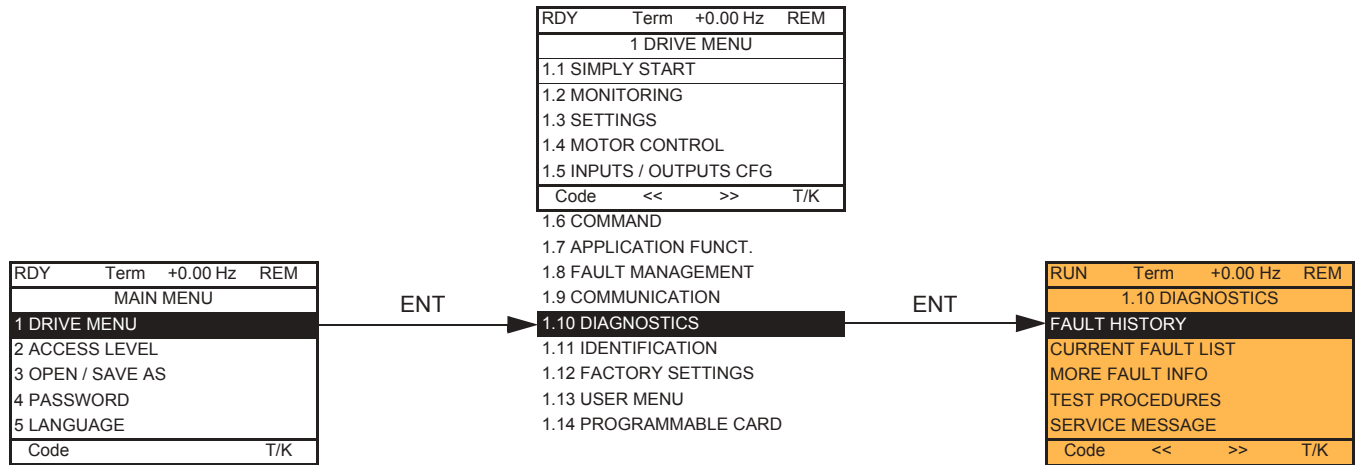 RDY Term +0.00 Hz REM
MAIN MENU
1 DRIVE MENU
2 ACCESS LEVEL
3 OPEN / SAVE AS
4 PASSWORD
5 LANGUAGE
Code T/K
ENT
RDY Term +0.00 Hz REM
1 DRIVE MENU
1.1 SIMPLY START
1.2 MONITORING
1.3 SETTINGS
1.4 MOTOR CONTROL
1.5 INPUTS / OUTPUTS CFG
Code << >> T/K
1.6 COMMAND
1.7 APPLICATION FUNCT.
1.8 FAULT MANAGEMENT
1.9 COMMUNICATION
1.10 DIAGNOSTICS
1.11 IDENTIFICATION
1.12 FACTORY SETTINGS
1.13 USER MENU
1.14 PROGRAMMABLE CARD
ENT
RUN Term +0.00 Hz REM
1.10 DIAGNOSTICS
FAULT HISTORY
CURRENT FAULT LIST
MORE FAULT INFO
TEST PROCEDURES
SERVICE MESSAGE
Code << >> T/K